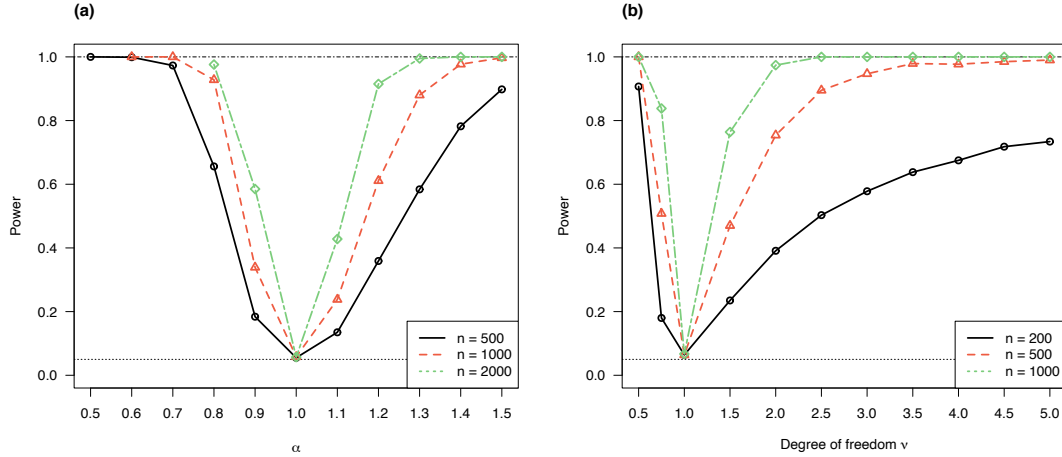 (a)
Power
1.0
0.8
0.6
0.4
0.2
0.0
0.5 0.6 0.7 0.8 0.9 1.0 1.1 1.2 1.3 1.4 1.5
α
n = 500
n = 1000
n = 2000
(b)
Power
1.0
0.8
0.6
0.4
0.2
0.0
0.5 1.0 1.5 2.0 2.5 3.0 3.5 4.0 4.5 5.0
Degree of freedom ν
n = 200
n = 500
n = 1000